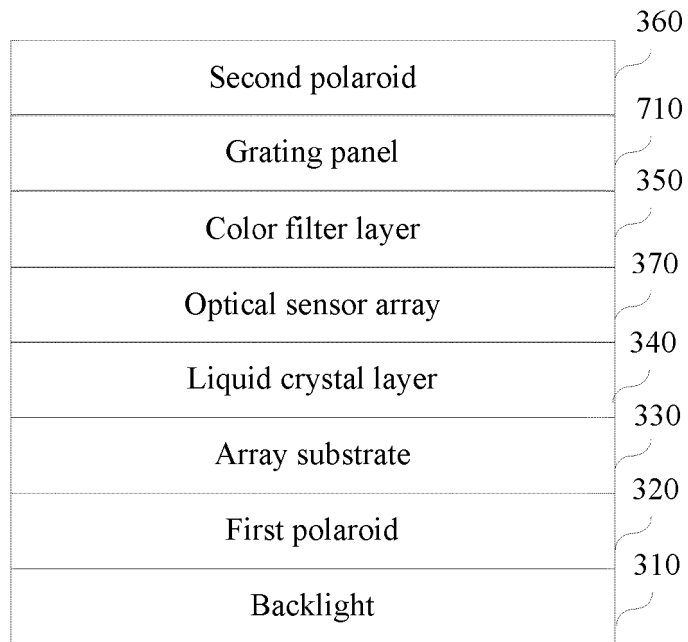 360
Second polaroid
710
Grating panel
350
Color filter layer
370
Optical sensor array
340
Liquid crystal layer
330
Array substrate
320
First polaroid
310
Backlight